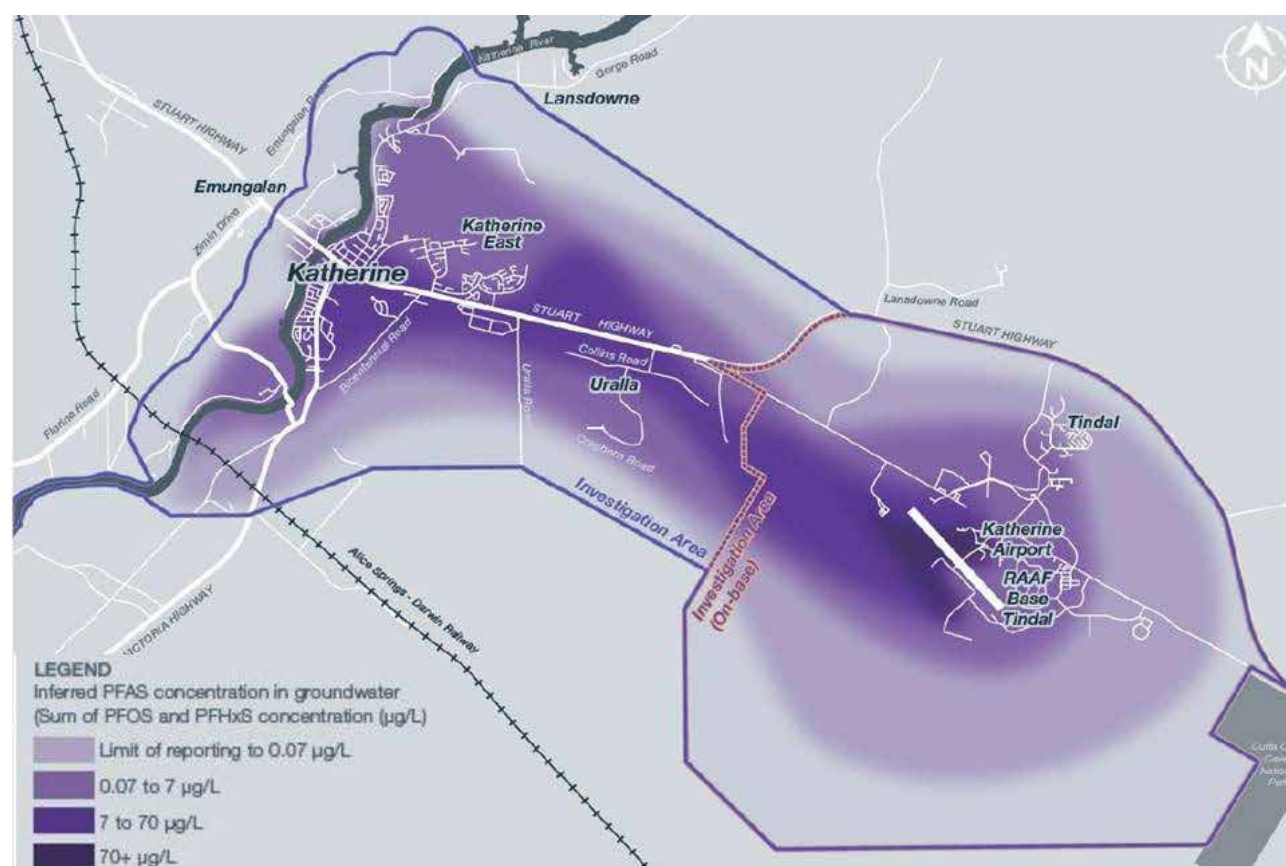 N
Katherine River
Gorge Road
Lansdowne
STUART HIGHWAY
Emungalan
Zimin Drive
Katherine
East
Katherine
Lansdowne Road
STUART HIGHWAY
STUART HIGHWAY
Collins Road
Uralla
Bicentennial Road
Uralla Road
Florina Road
Tindal
Investigation Area
Investigation Area
(On-base)
Katherine
Airport
RAAF
Base
Tindal
Alice Springs - Darwin Railway
VICTORIA HIGHWAY
LEGEND
Inferred PFAS concentration in groundwater
(Sum of PFOS and PFHxS concentration (µg/L)
Limit of reporting to 0.07 µg/L
0.07 to 7 µg/L
7 to 70 µg/L
70+ µg/L